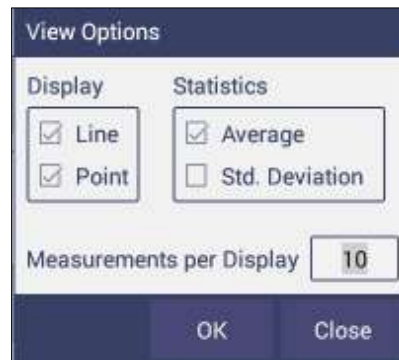 View Options
Display Statistics
Line Average
Point Std. Deviation
Measurements per Display 10
OK Close